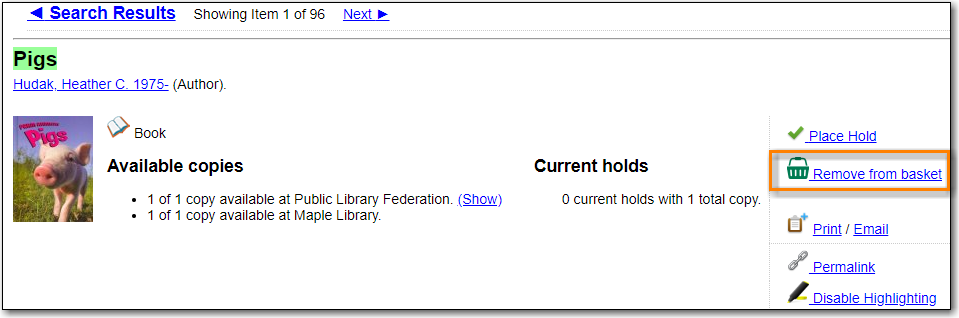 ◄ Search Results Showing Item 1 of 96 Next ►
Pigs
Hudak, Heather C. 1975- (Author).
Pigs
Book
Available copies
• 1 of 1 copy available at Public Library Federation. (Show)
• 1 of 1 copy available at Maple Library.
Current holds
0 current holds with 1 total copy.
Place Hold
Remove from basket
Print / Email
Permalink
Disable Highlighting